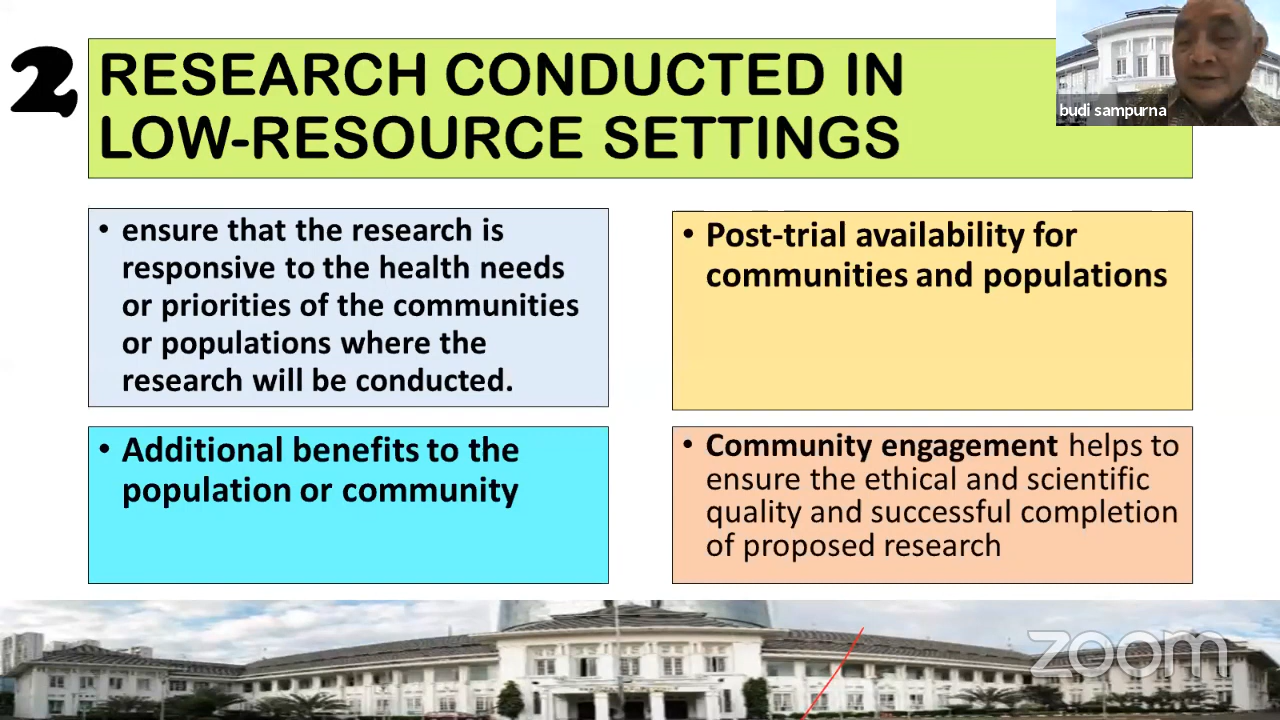 2
RESEARCH CONDUCTED IN
LOW-RESOURCE SETTINGS
budi sampurna
• ensure that the research is
responsive to the health needs
or priorities of the communities
or populations where the
research will be conducted.
• Post-trial availability for
communities and populations
• Additional benefits to the
population or community
• Community engagement helps to
ensure the ethical and scientific
quality and successful completion
of proposed research
zoom